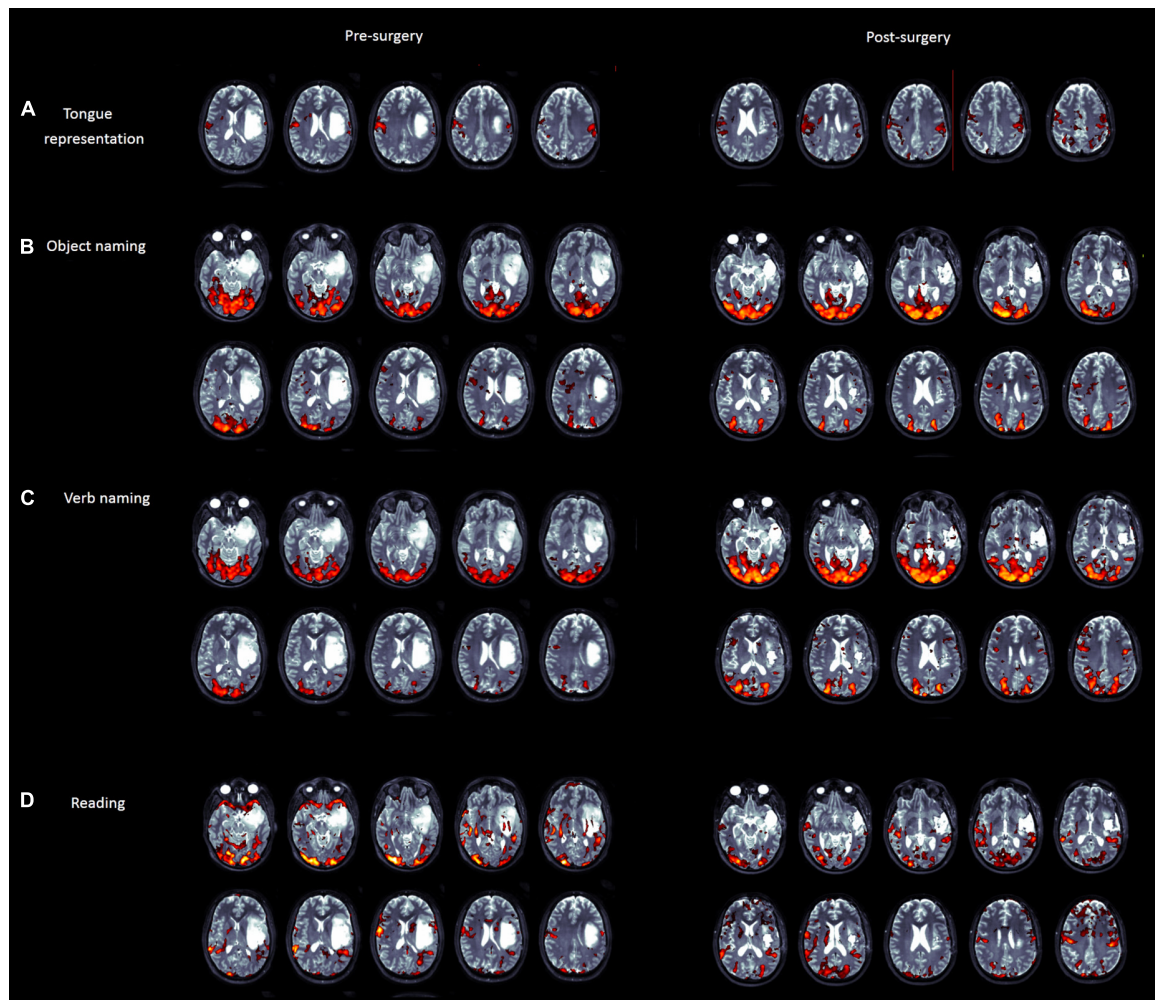 Pre-surgery
Post-surgery
A
Tongue
representation
B
Object naming
C
Verb naming
D
Reading